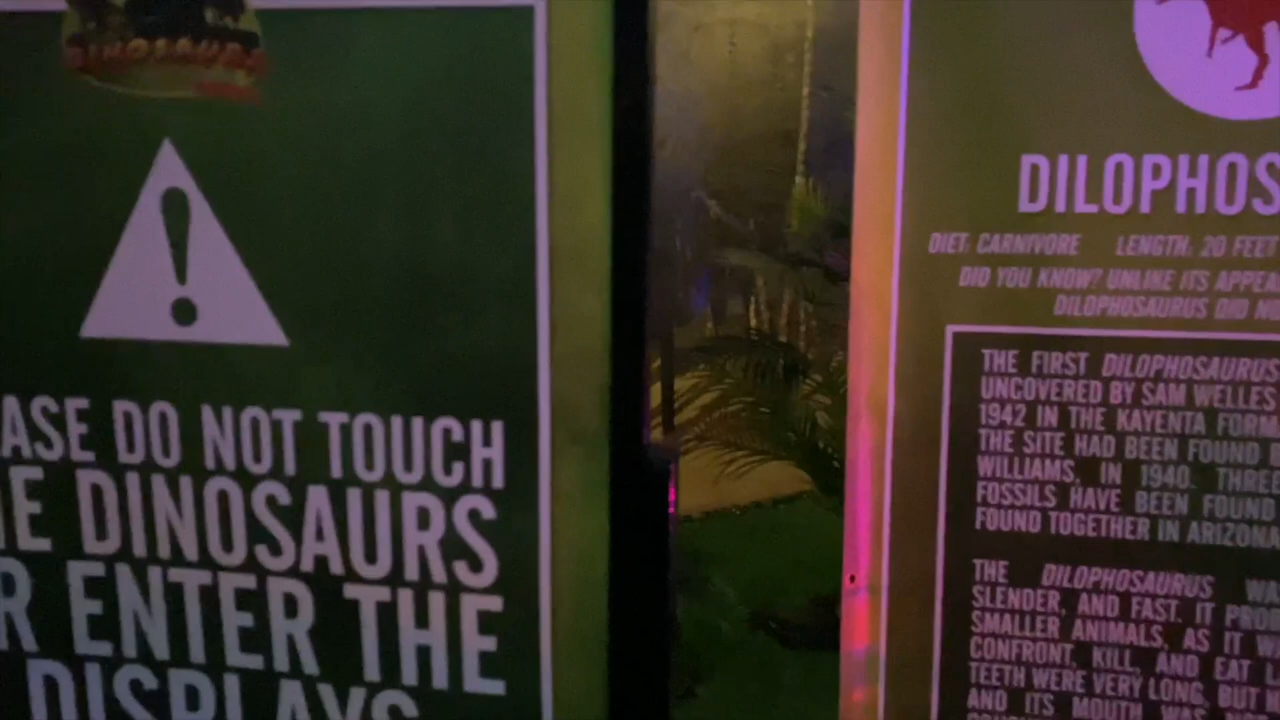 DINOSAURS
ASE DO NOT TOUCH
E DINOSAURS
R ENTER THE
DISPLAYS
DILOPHOS
DIET: CARNIVORE LENGTH: 20 FEET
DID YOU KNOW? UNLIKE ITS APPEA
DILOPHOSAURUS DID NO
THE FIRST DILOPHOSAURUS
UNCOVERED BY SAM WELLES
1942 IN THE KAYENTA FORM
THE SITE HAD BEEN FOUND B
WILLIAMS, IN 1940. THREE
FOSSILS HAVE BEEN FOUND
FOUND TOGETHER IN ARIZONA
THE DILOPHOSAURUS WA
SLENDER, AND FAST. IT PROB
SMALLER ANIMALS, AS IT W
CONFRONT, KILL, AND EAT L
TEETH WERE VERY LONG, BUT
AND ITS MOUTH WAS